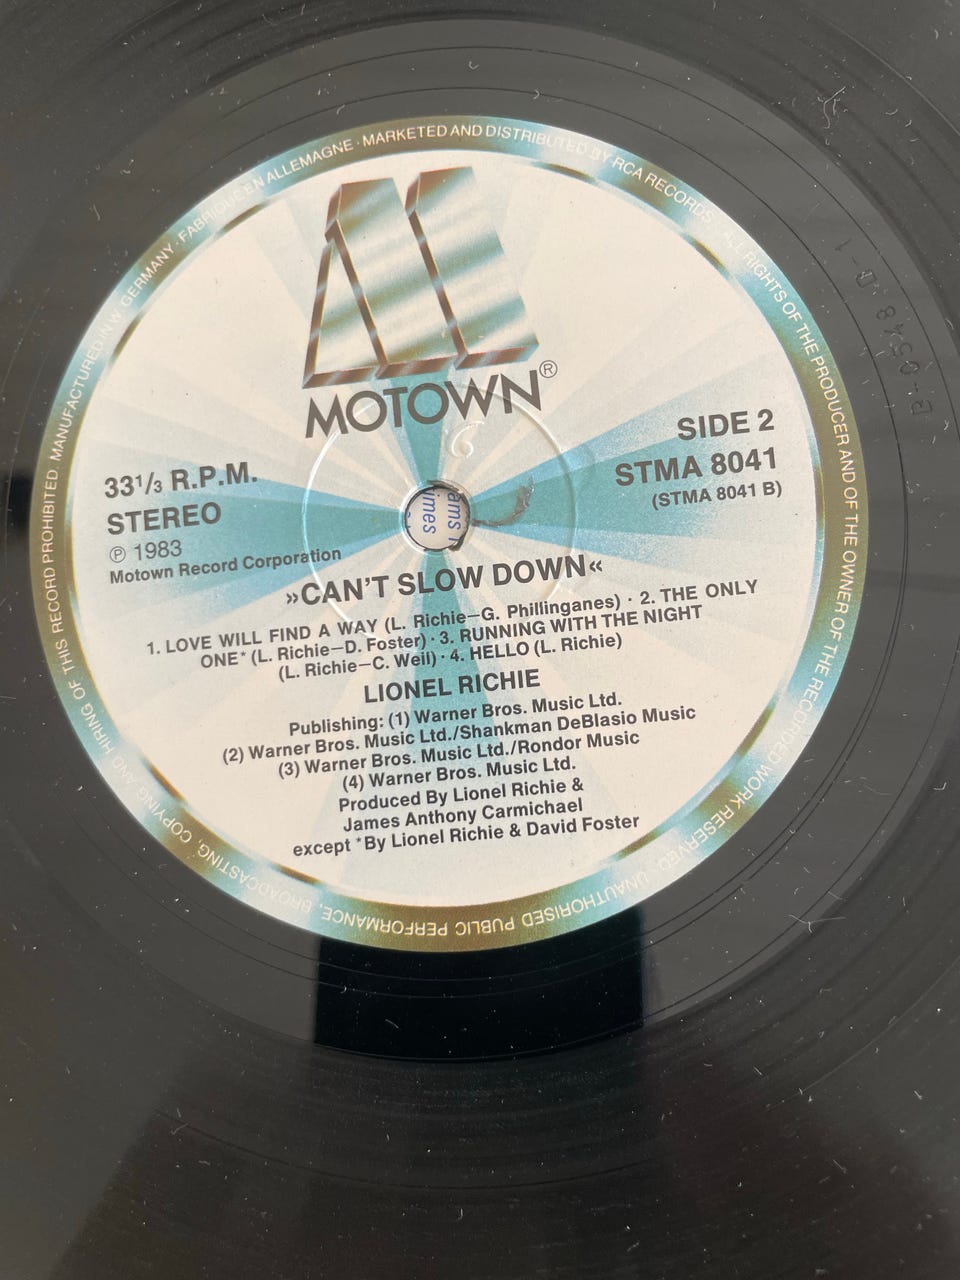 MANUFACTURED IN W. GERMANY · FABRIQUE EN ALLEMAGNE · MARKETED AND DISTRIBUTED BY RCA RECORDS · ALL RIGHTS OF THE PRODUCER AND OF THE OWNER OF THE RECORDED WORK RESERVED. UNAUTHORISED PUBLIC PERFORMANCE, BROADCASTING, COPYING AND HIRING OF THIS RECORD PROHIBITED.
MOTOWN®
33 1/3 R.P.M.
STEREO
℗ 1983
Motown Record Corporation
SIDE 2
STMA 8041
(STMA 8041 B)
ams
imes
»CAN'T SLOW DOWN«
1. LOVE WILL FIND A WAY (L. Richie—G. Phillinganes) · 2. THE ONLY
ONE* (L. Richie—D. Foster) · 3. RUNNING WITH THE NIGHT
(L. Richie—C. Weil) · 4. HELLO (L. Richie)
LIONEL RICHIE
Publishing: (1) Warner Bros. Music Ltd.
(2) Warner Bros. Music Ltd./Shankman DeBlasio Music
(3) Warner Bros. Music Ltd./Rondor Music
(4) Warner Bros. Music Ltd.
Produced By Lionel Richie &
James Anthony Carmichael
except *By Lionel Richie & David Foster